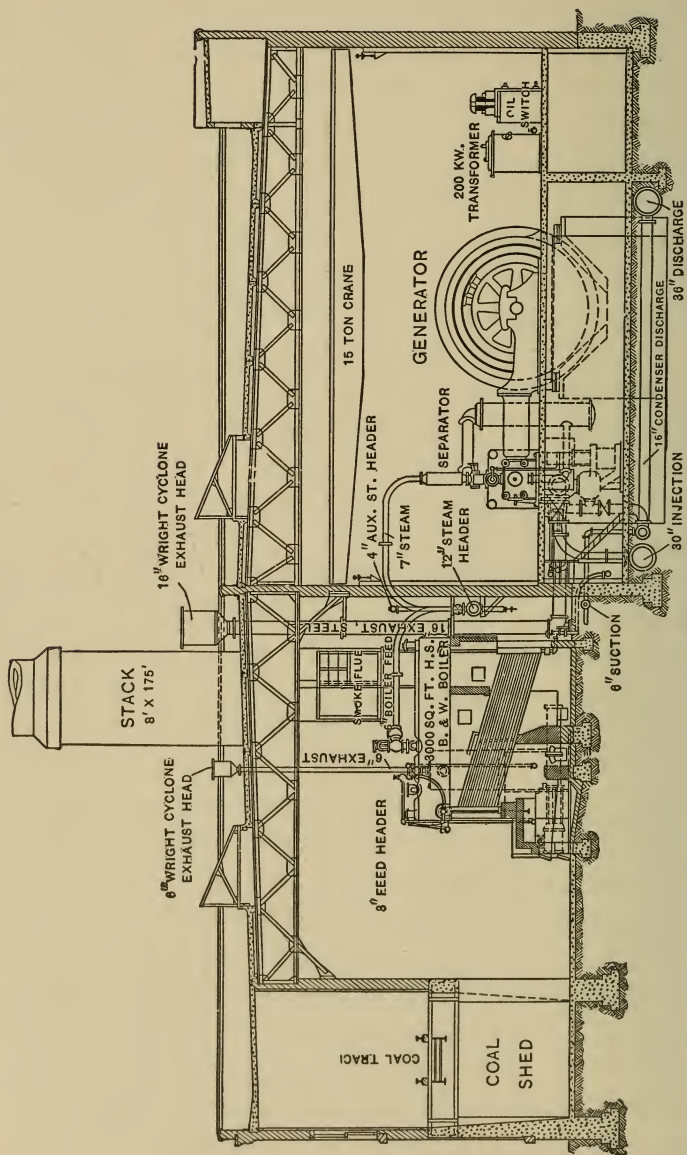 STACK
8' X 175'
16" WRIGHT CYCLONE
EXHAUST HEAD
6" WRIGHT CYCLONE
EXHAUST HEAD
15 TON CRANE
4" AUX. ST. HEADER
7" STEAM
SEPARATOR
GENERATOR
200 KW.
TRANSFORMER
OIL
SWITCH
12" STEAM
HEADER
16 EXHAUST, STEEL
SMOKE FLUE
"BOILER FEED
6" EXHAUST
3000 SQ. FT. H.S.
B. & W. BOILER
8" EEED HEADER
COAL TRACI
COAL
SHED
6" SUCTION
30" INJECTION
16" CONDENSER DISCHARGE
36" DISCHARGE